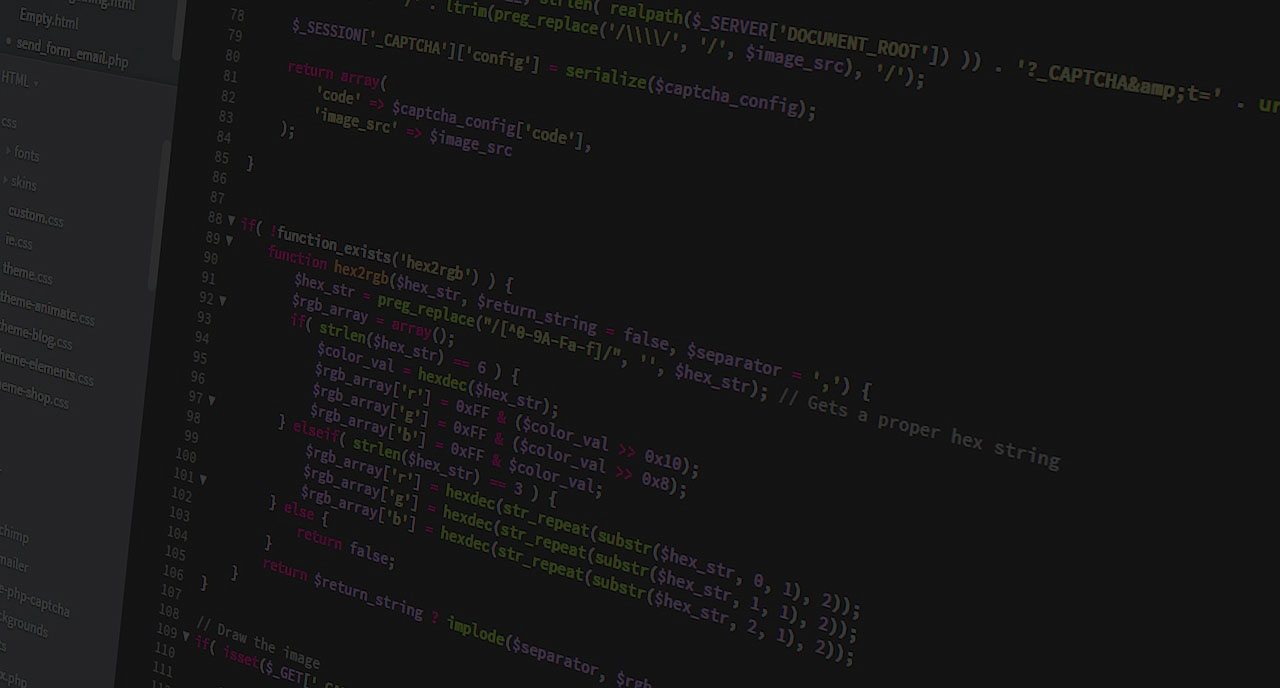 Empty.html
send_form_email.php
HTML
css
fonts
skins
custom.css
ie.css
theme.css
theme-animate.css
heme-blog.css
heme-elements.css
eme-shop.css
chimp
mailer
e-php-captcha
ckgrounds
ts
x.php
strlen( realpath($_SERVER['DOCUMENT_ROOT']) )) . '?_CAPTCHA&amp;t=' . ur
78 . ltrim(preg_replace('/\\\\/', '/', $image_src), '/');
79 $_SESSION['_CAPTCHA']['config'] = serialize($captcha_config);
80
81 return array(
82 'code' => $captcha_config['code'],
83 'image_src' => $image_src
84 );
85 }
86
87
88 if( !function_exists('hex2rgb') ) {
89 function hex2rgb($hex_str, $return_string = false, $separator = ',') {
90 $hex_str = preg_replace("/[^0-9A-Fa-f]/", '', $hex_str); // Gets a proper hex string
91 $rgb_array = array();
92 if( strlen($hex_str) == 6 ) {
93 $color_val = hexdec($hex_str);
94 $rgb_array['r'] = 0xFF & ($color_val >> 0x10);
95 $rgb_array['g'] = 0xFF & ($color_val >> 0x8);
96 $rgb_array['b'] = 0xFF & $color_val;
97 } elseif( strlen($hex_str) == 3 ) {
98 $rgb_array['r'] = hexdec(str_repeat(substr($hex_str, 0, 1), 2));
99 $rgb_array['g'] = hexdec(str_repeat(substr($hex_str, 1, 1), 2));
100 $rgb_array['b'] = hexdec(str_repeat(substr($hex_str, 2, 1), 2));
101 } else {
102 return false;
103 }
104 return $return_string ? implode($separator, $rgb
105 }
106 }
107
108 // Draw the image
109 if( isset($_GET['
110
111